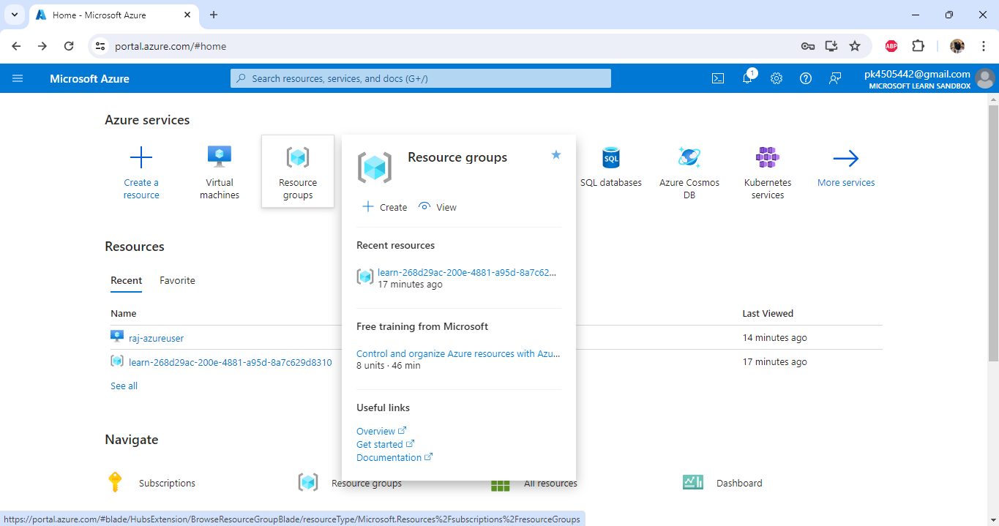 Home - Microsoft Azure
portal.azure.com/#home
ABP
Microsoft Azure
Search resources, services, and docs (G+/)
1
pk4505442@gmail.com
MICROSOFT LEARN SANDBOX
Azure services
Create a
resource
Virtual
machines
Resource
groups
SQL
SQL databases
Azure Cosmos
DB
Kubernetes
services
More services
Resource groups
Create View
Recent resources
learn-268d29ac-200e-4881-a95d-8a7c62...
17 minutes ago
Free training from Microsoft
Control and organize Azure resources with Azu...
8 units · 46 min
Useful links
Overview
Get started
Documentation
Resources
Recent Favorite
Name Last Viewed
raj-azureuser 14 minutes ago
learn-268d29ac-200e-4881-a95d-8a7c629d8310 17 minutes ago
See all
Navigate
Subscriptions Resource groups All resources Dashboard
https://portal.azure.com/#blade/HubsExtension/BrowseResourceGroupBlade/resourceType/Microsoft.Resources%2Fsubscriptions%2FresourceGroups